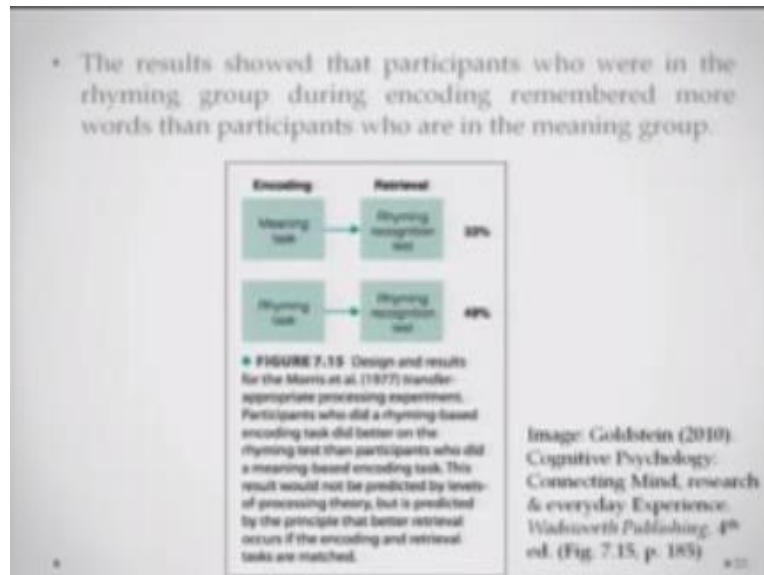 • The results showed that participants who were in the
rhyming group during encoding remembered more
words than participants who are in the meaning group.
Encoding Retrieval
Meaning
task
Rhyming
recognition
test
33%
Rhyming
task
Rhyming
recognition
test
49%
• FIGURE 7.15 Design and results
for the Morris et al. (1977) transfer-
appropriate processing experiment.
Participants who did a rhyming-based
encoding task did better on the
rhyming test than participants who did
a meaning-based encoding task. This
result would not be predicted by levels-
of-processing theory, but is predicted
by the principle that better retrieval
occurs if the encoding and retrieval
tasks are matched.
Image: Goldstein (2010).
Cognitive Psychology:
Connecting Mind, research
& everyday Experience.
Wadsworth Publishing. 4th
ed. (Fig. 7.15, p. 185)